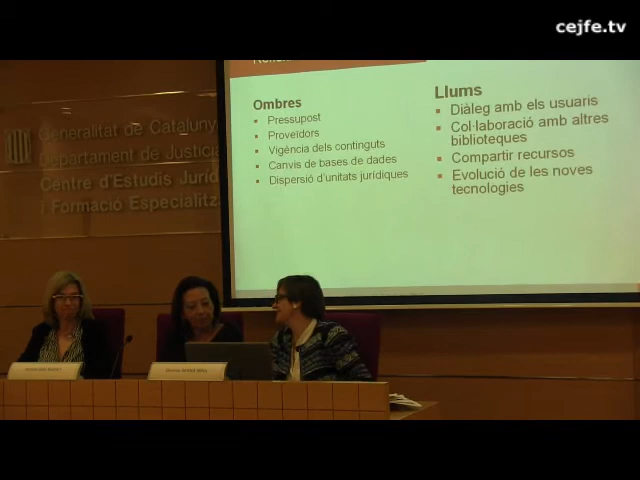 cejfe.tv
Generalitat de Catalunya
Departament de Justícia
Centre d'Estudis Juríd
i Formació Especialitza
Ombres
▪ Pressupost
▪ Proveïdors
▪ Vigència dels continguts
▪ Canvis de bases de dades
▪ Dispersió d'unitats jurídiques
Llums
▪ Diàleg amb els usuaris
▪ Col·laboració amb altres
biblioteques
▪ Compartir recursos
▪ Evolució de les noves
tecnologies